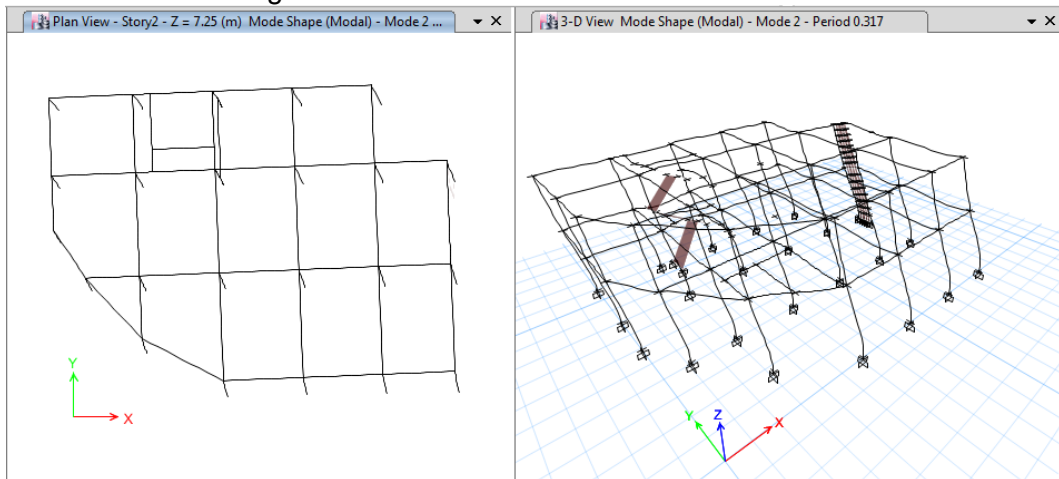 Plan View - Story2 - Z = 7.25 (m)  Mode Shape (Modal) - Mode 2 ...
3-D View  Mode Shape (Modal) - Mode 2 - Period 0.317
Y
X
Y
Z
X